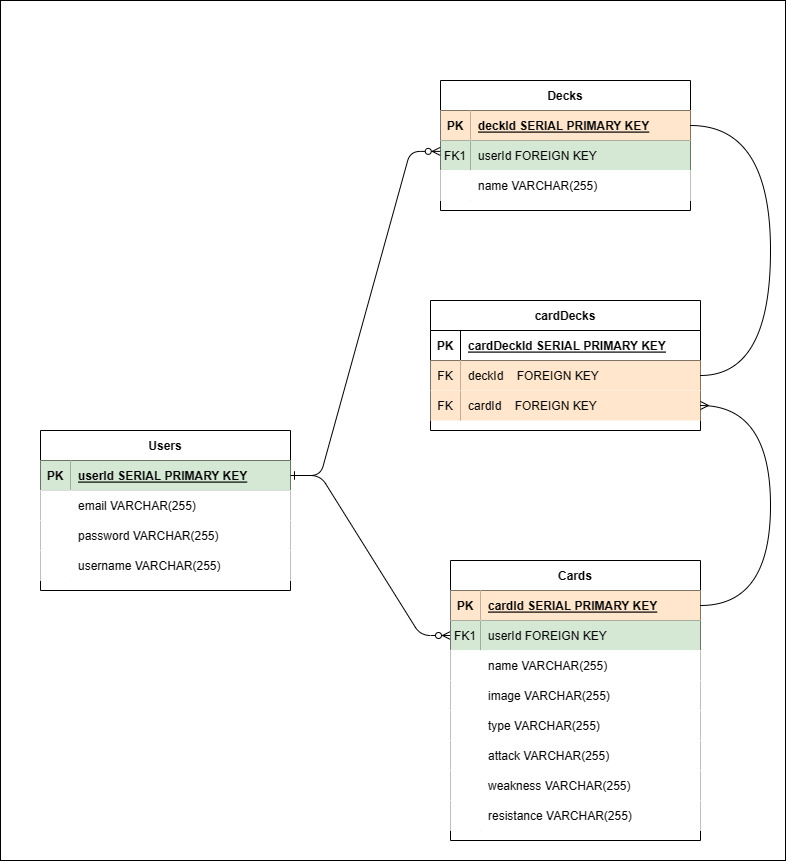 Decks
PK deckId SERIAL PRIMARY KEY
FK1 userId FOREIGN KEY
name VARCHAR(255)
cardDecks
PK cardDeckId SERIAL PRIMARY KEY
FK deckId FOREIGN KEY
FK cardId FOREIGN KEY
Users
PK userId SERIAL PRIMARY KEY
email VARCHAR(255)
password VARCHAR(255)
username VARCHAR(255)
Cards
PK cardId SERIAL PRIMARY KEY
FK1 userId FOREIGN KEY
name VARCHAR(255)
image VARCHAR(255)
type VARCHAR(255)
attack VARCHAR(255)
weakness VARCHAR(255)
resistance VARCHAR(255)